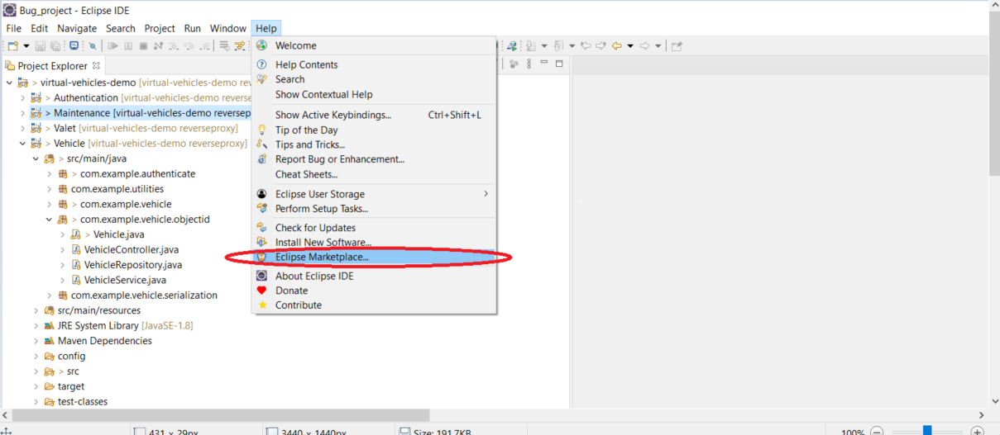 Bug_project - Eclipse IDE
File Edit Navigate Search Project Run Window Help
Project Explorer
> virtual-vehicles-demo [virtual-vehicles-demo rev
> Authentication [virtual-vehicles-demo reverse
> Maintenance [virtual-vehicles-demo reversep
> Valet [virtual-vehicles-demo reverseproxy]
> Vehicle [virtual-vehicles-demo reverseproxy]
> src/main/java
> com.example.authenticate
com.example.utilities
> com.example.vehicle
> com.example.vehicle.objectid
> Vehicle.java
VehicleController.java
VehicleRepository.java
VehicleService.java
com.example.vehicle.serialization
src/main/resources
JRE System Library [JavaSE-1.8]
Maven Dependencies
config
> src
target
test-classes
Welcome
Help Contents
Search
Show Contextual Help
Show Active Keybindings... Ctrl+Shift+L
Tip of the Day
Tips and Tricks...
Report Bug or Enhancement...
Cheat Sheets...
Eclipse User Storage
Perform Setup Tasks...
Check for Updates
Install New Software...
Eclipse Marketplace...
About Eclipse IDE
Donate
Contribute
431 × 29px 3440 × 1440px Size: 191.7KB 100%